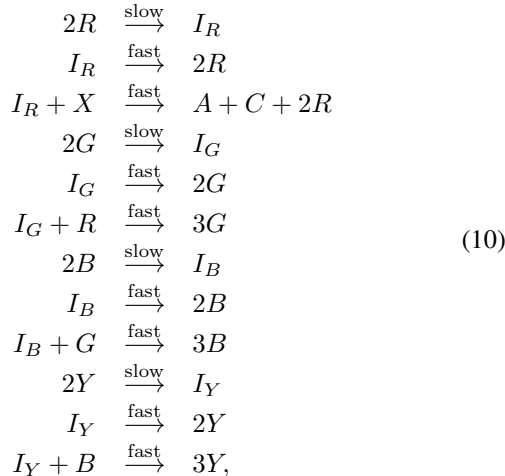 2R slow⟶ I_R
I_R fast⟶ 2R
I_R + X fast⟶ A + C + 2R
2G slow⟶ I_G
I_G fast⟶ 2G
I_G + R fast⟶ 3G
(10)
2B slow⟶ I_B
I_B fast⟶ 2B
I_B + G fast⟶ 3B
2Y slow⟶ I_Y
I_Y fast⟶ 2Y
I_Y + B fast⟶ 3Y,